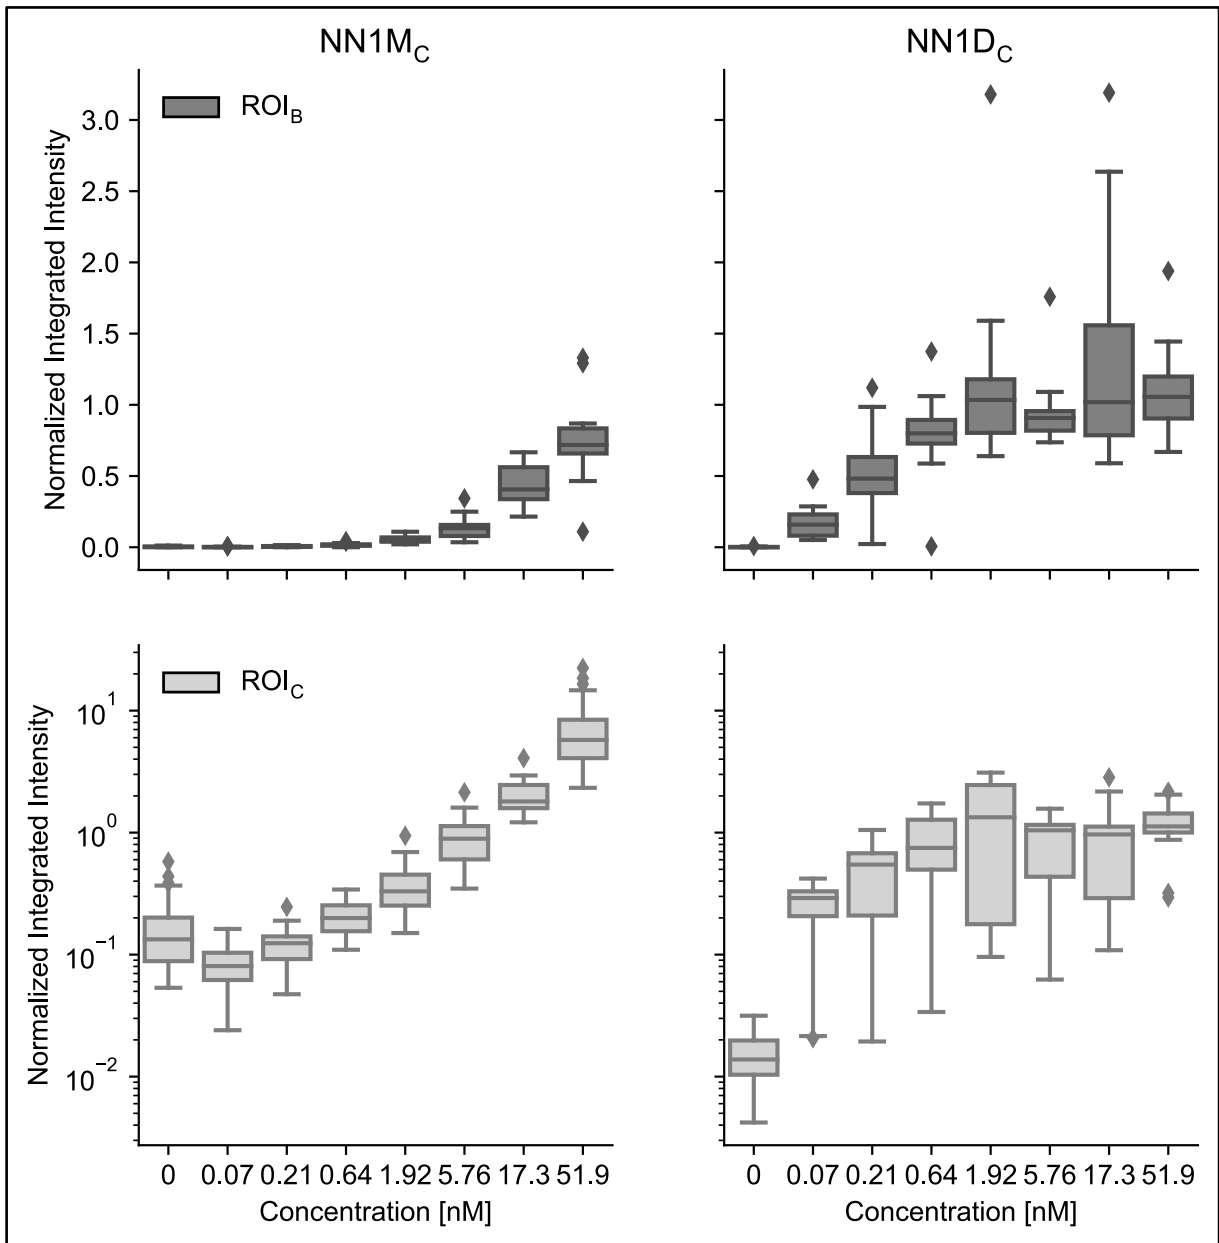 NN1M_C NN1D_C
ROI_B
Normalized Integrated Intensity
3.0
2.5
2.0
1.5
1.0
0.5
0.0
ROI_C
Normalized Integrated Intensity
10^1
10^0
10^-1
10^-2
0 0.07 0.21 0.64 1.92 5.76 17.3 51.9
Concentration [nM]
0 0.07 0.21 0.64 1.92 5.76 17.3 51.9
Concentration [nM]